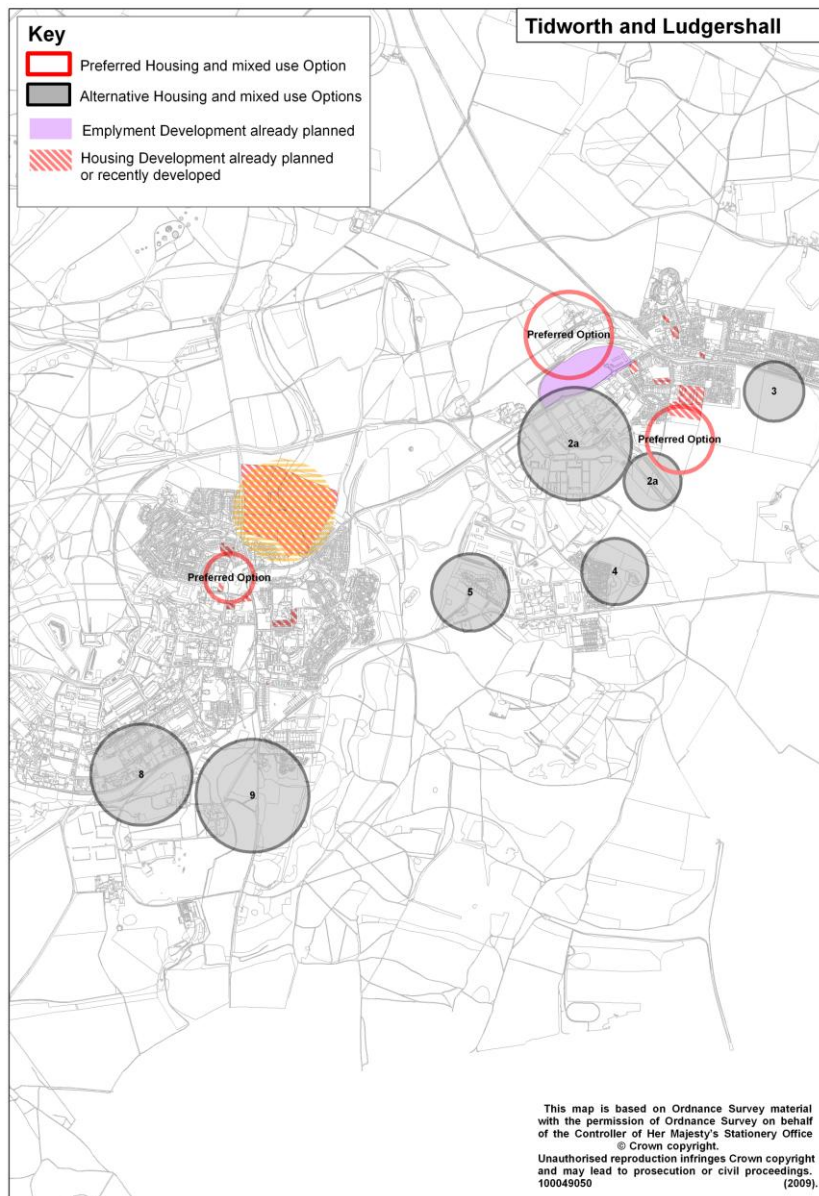 Tidworth and Ludgershall
Key
Preferred Housing and mixed use Option
Alternative Housing and mixed use Options
Emplyment Development already planned
Housing Development already planned
or recently developed
Preferred Option
3
2a
Preferred Option
2a
4
5
Preferred Option
8
9
This map is based on Ordnance Survey material
with the permission of Ordnance Survey on behalf
of the Controller of Her Majesty's Stationery Office
© Crown copyright.
Unauthorised reproduction infringes Crown copyright
and may lead to prosecution or civil proceedings.
100049050 (2009).